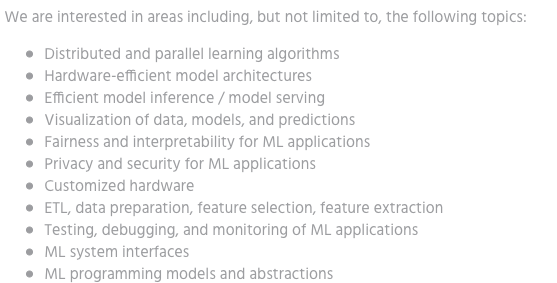 We are interested in areas including, but not limited to, the following topics:
• Distributed and parallel learning algorithms
• Hardware-efficient model architectures
• Efficient model inference / model serving
• Visualization of data, models, and predictions
• Fairness and interpretability for ML applications
• Privacy and security for ML applications
• Customized hardware
• ETL, data preparation, feature selection, feature extraction
• Testing, debugging, and monitoring of ML applications
• ML system interfaces
• ML programming models and abstractions